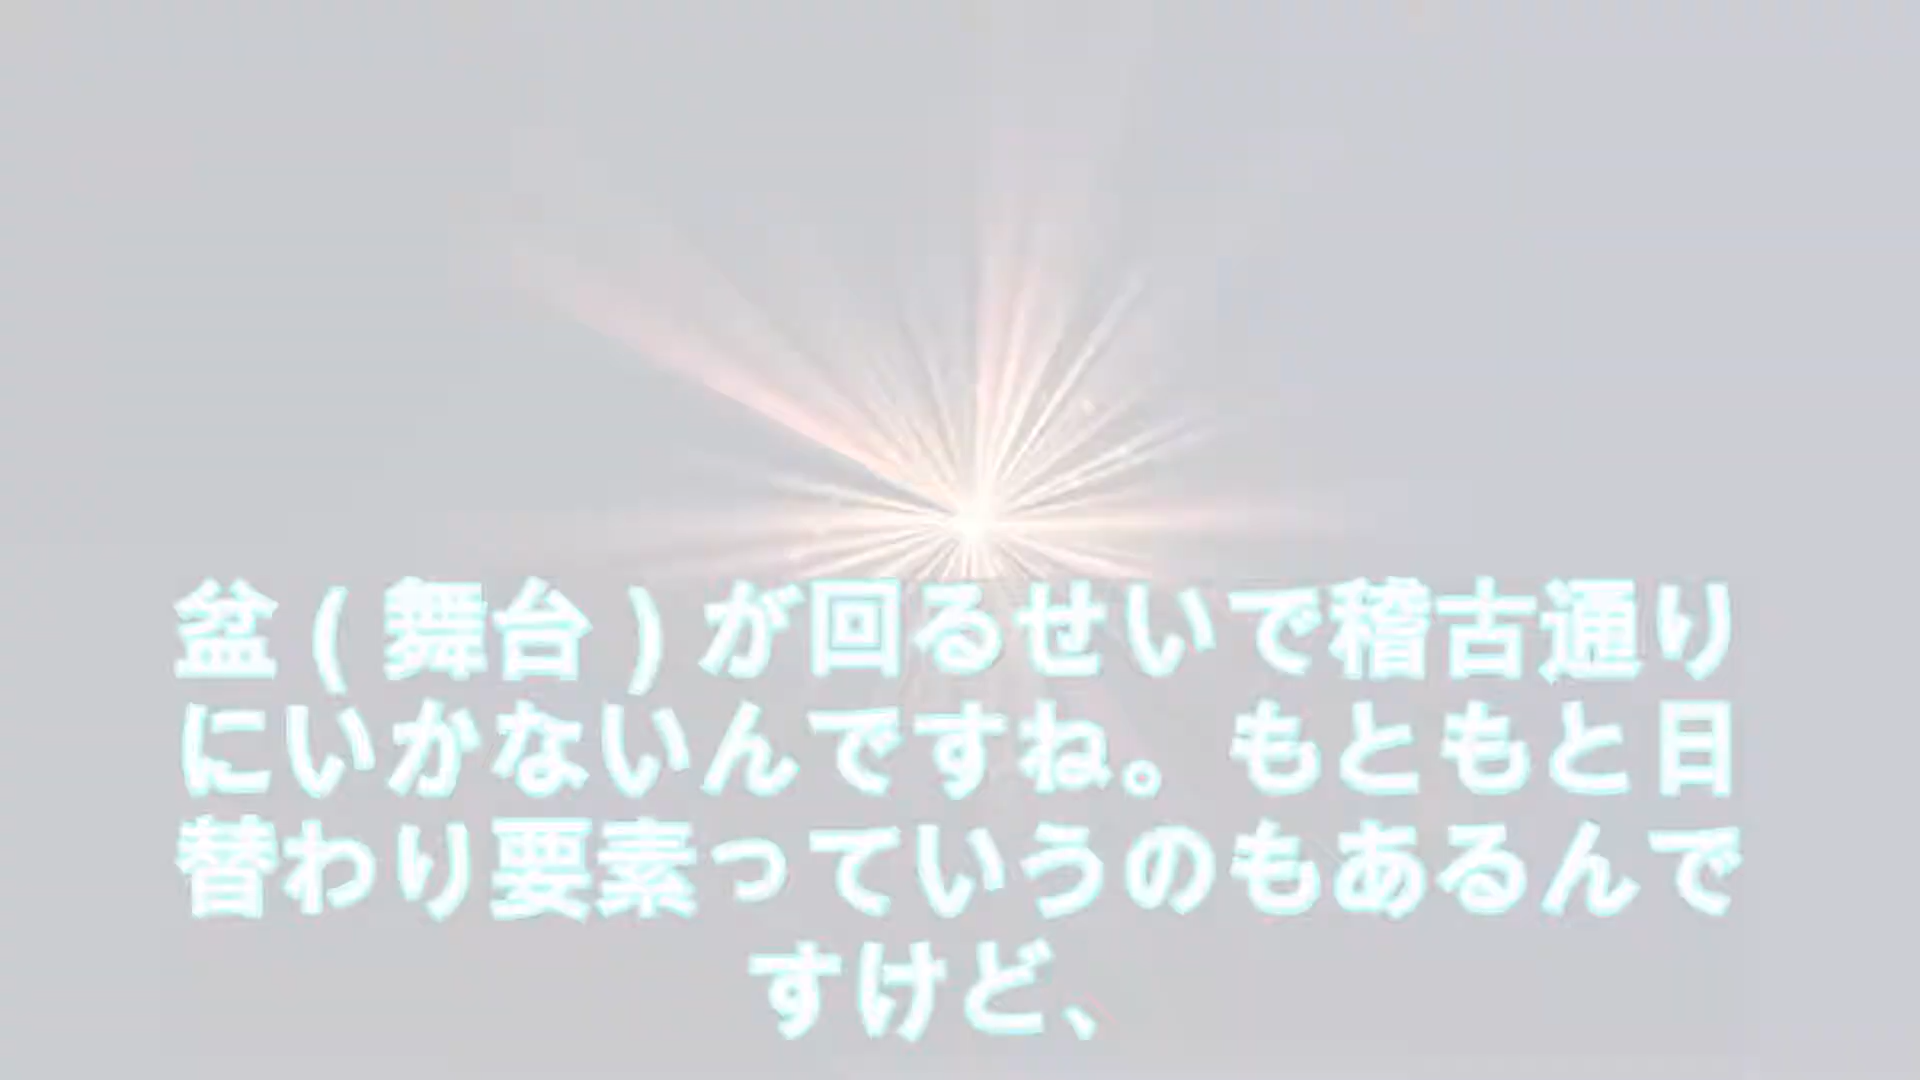 盆(舞台)が回るせいで稽古通り
にいかないんですね。もともと日
替わり要素っていうのもあるんで
すけど、